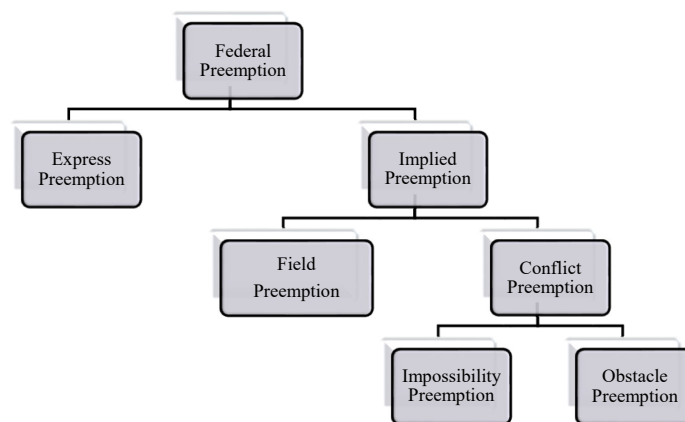 Federal
Preemption
Express
Preemption
Implied
Preemption
Field
Preemption
Conflict
Preemption
Impossibility
Preemption
Obstacle
Preemption